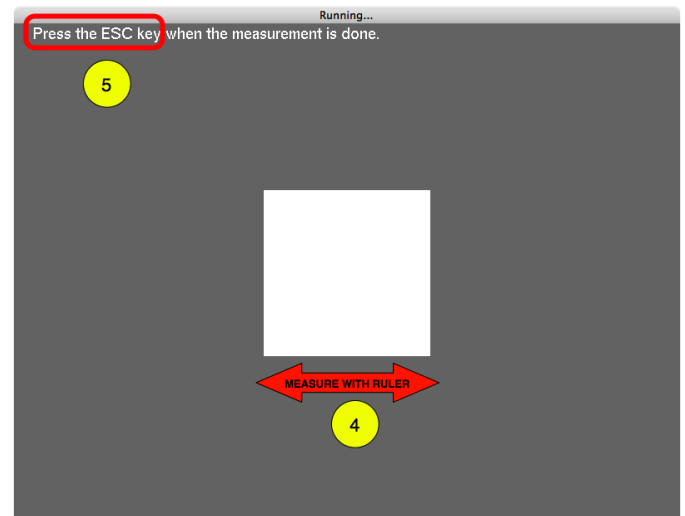 Running...
Press the ESC key when the measurement is done.
5
MEASURE WITH RULER
4